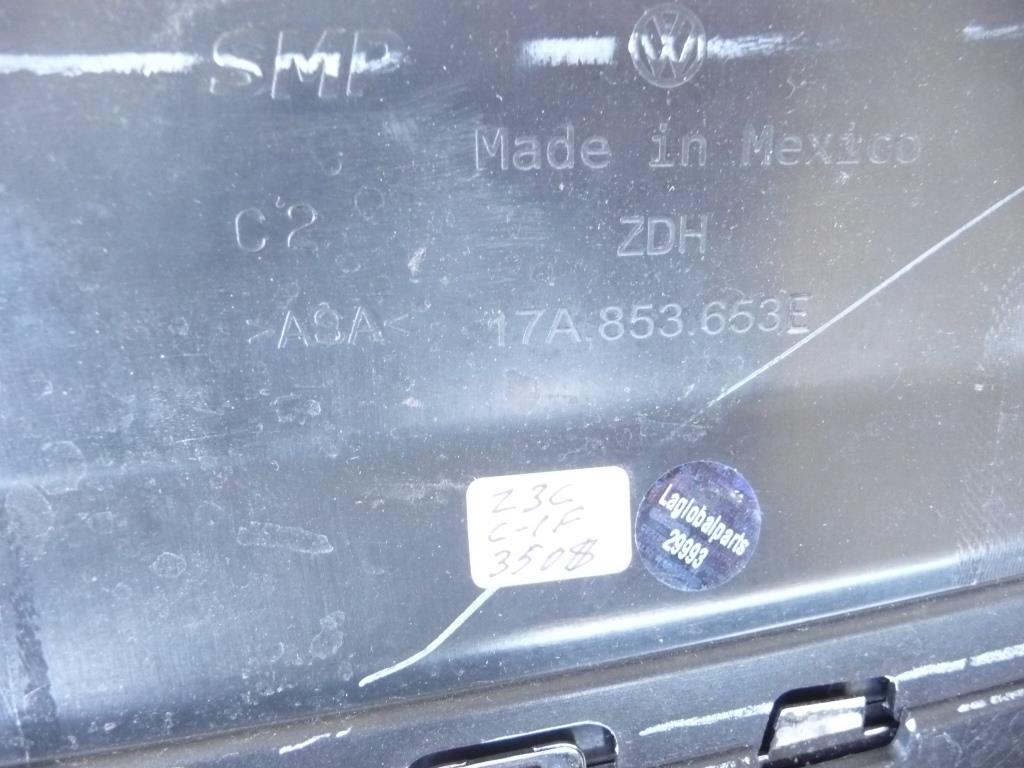 SMP
Made in Mexico
C2
ZDH
>ASA<
17A.853.653E
Z3C
C-1F
3508
Laglobalparts
29993